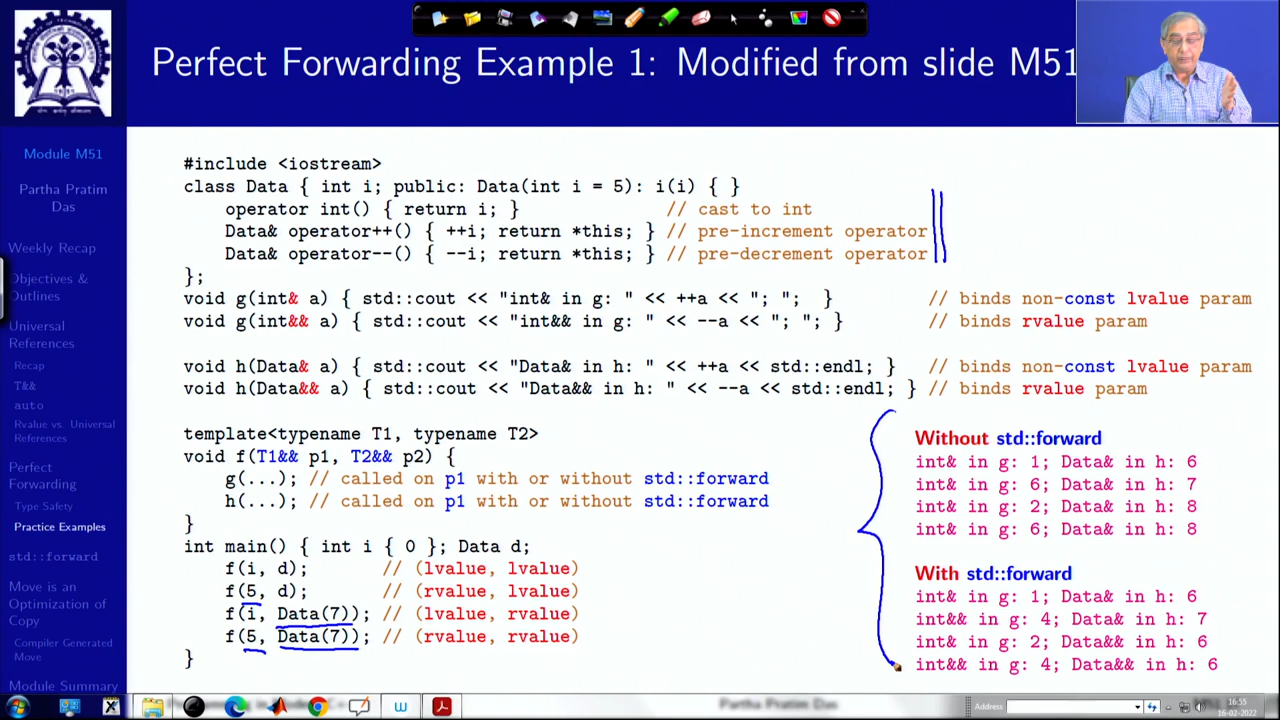 Perfect Forwarding Example 1: Modified from slide M51
Module M51
Partha Pratim
Das
Weekly Recap
Objectives &
Outlines
Universal
References
Recap
T&&
auto
Rvalue vs. Universal
References
Perfect
Forwarding
Type Safety
Practice Examples
std::forward
Move is an
Optimization of
Copy
Compiler Generated
Move
Module Summary
#include <iostream>
class Data { int i; public: Data(int i = 5): i(i) { }
operator int() { return i; } // cast to int
Data& operator++() { ++i; return *this; } // pre-increment operator
Data& operator--() { --i; return *this; } // pre-decrement operator
};
void g(int& a) { std::cout << "int& in g: " << ++a << "; "; } // binds non-const lvalue param
void g(int&& a) { std::cout << "int&& in g: " << --a << "; "; } // binds rvalue param
void h(Data& a) { std::cout << "Data& in h: " << ++a << std::endl; } // binds non-const lvalue param
void h(Data&& a) { std::cout << "Data&& in h: " << --a << std::endl; } // binds rvalue param
template<typename T1, typename T2>
void f(T1&& p1, T2&& p2) {
g(...); // called on p1 with or without std::forward
h(...); // called on p1 with or without std::forward
}
int main() { int i { 0 }; Data d;
f(i, d); // (lvalue, lvalue)
f(5, d); // (rvalue, lvalue)
f(i, Data(7)); // (lvalue, rvalue)
f(5, Data(7)); // (rvalue, rvalue)
}
Without std::forward
int& in g: 1; Data& in h: 6
int& in g: 6; Data& in h: 7
int& in g: 2; Data& in h: 8
int& in g: 6; Data& in h: 8
With std::forward
int& in g: 1; Data& in h: 6
int&& in g: 4; Data& in h: 7
int& in g: 2; Data&& in h: 6
int&& in g: 4; Data&& in h: 6
Partha Pratim Das
Address
16:55
16-02-2022